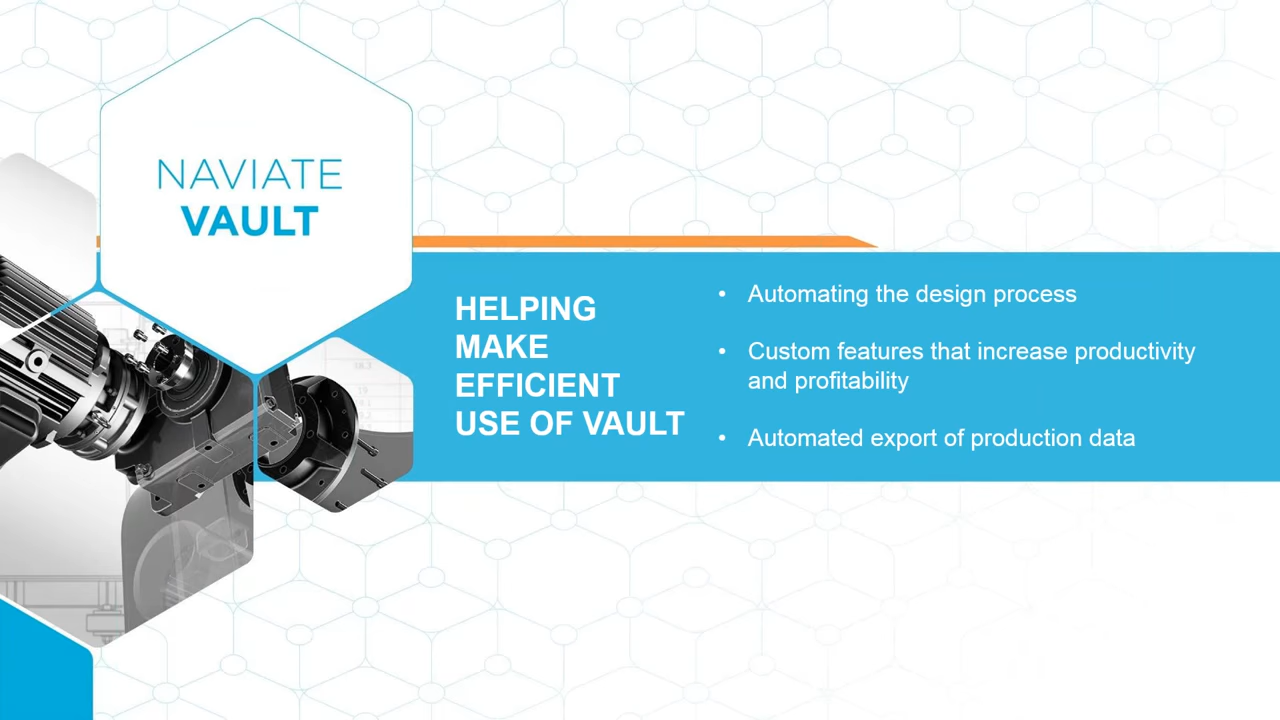 NAVIATE
VAULT
HELPING
MAKE
EFFICIENT
USE OF VAULT
• Automating the design process
• Custom features that increase productivity
and profitability
• Automated export of production data